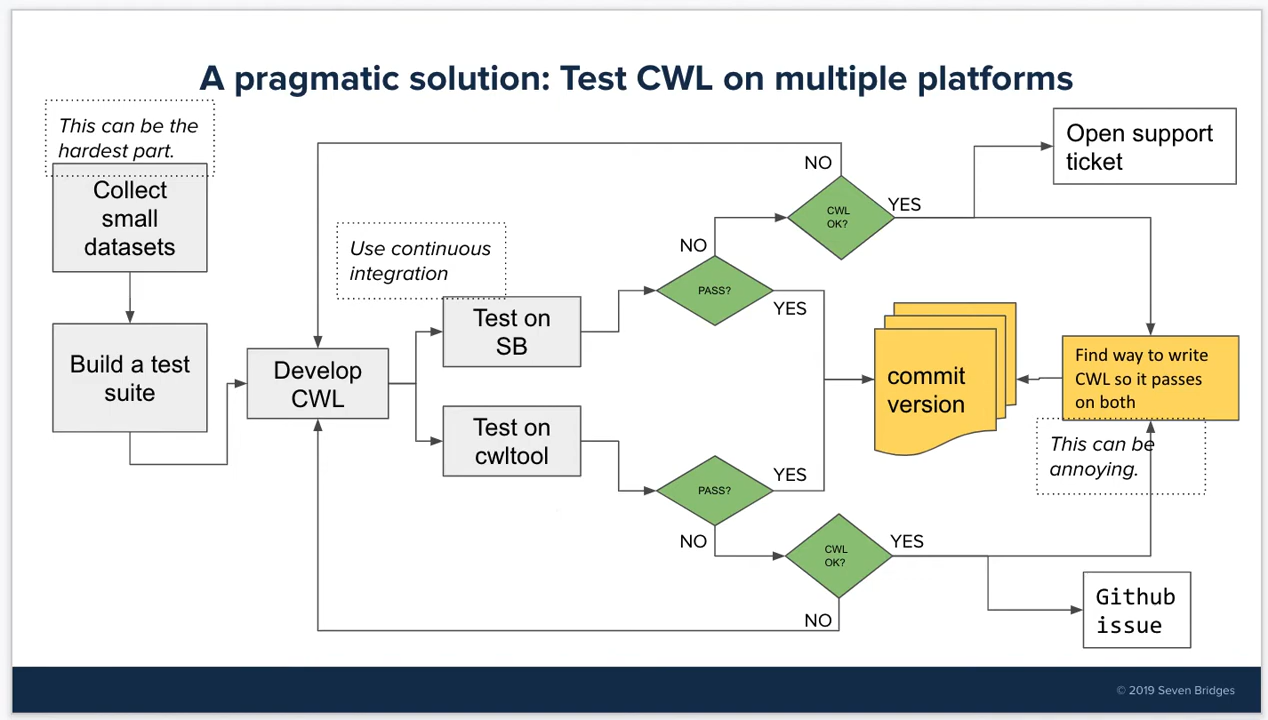 A pragmatic solution: Test CWL on multiple platforms
This can be the
hardest part.
Collect
small
datasets
Build a test
suite
Develop
CWL
Use continuous
integration
Test on
SB
Test on
cwltool
PASS?
NO
YES
CWL
OK?
NO
YES
Open support
ticket
PASS?
YES
NO
CWL
OK?
YES
NO
commit
version
Find way to write
CWL so it passes
on both
This can be
annoying.
Github
issue
© 2019 Seven Bridges